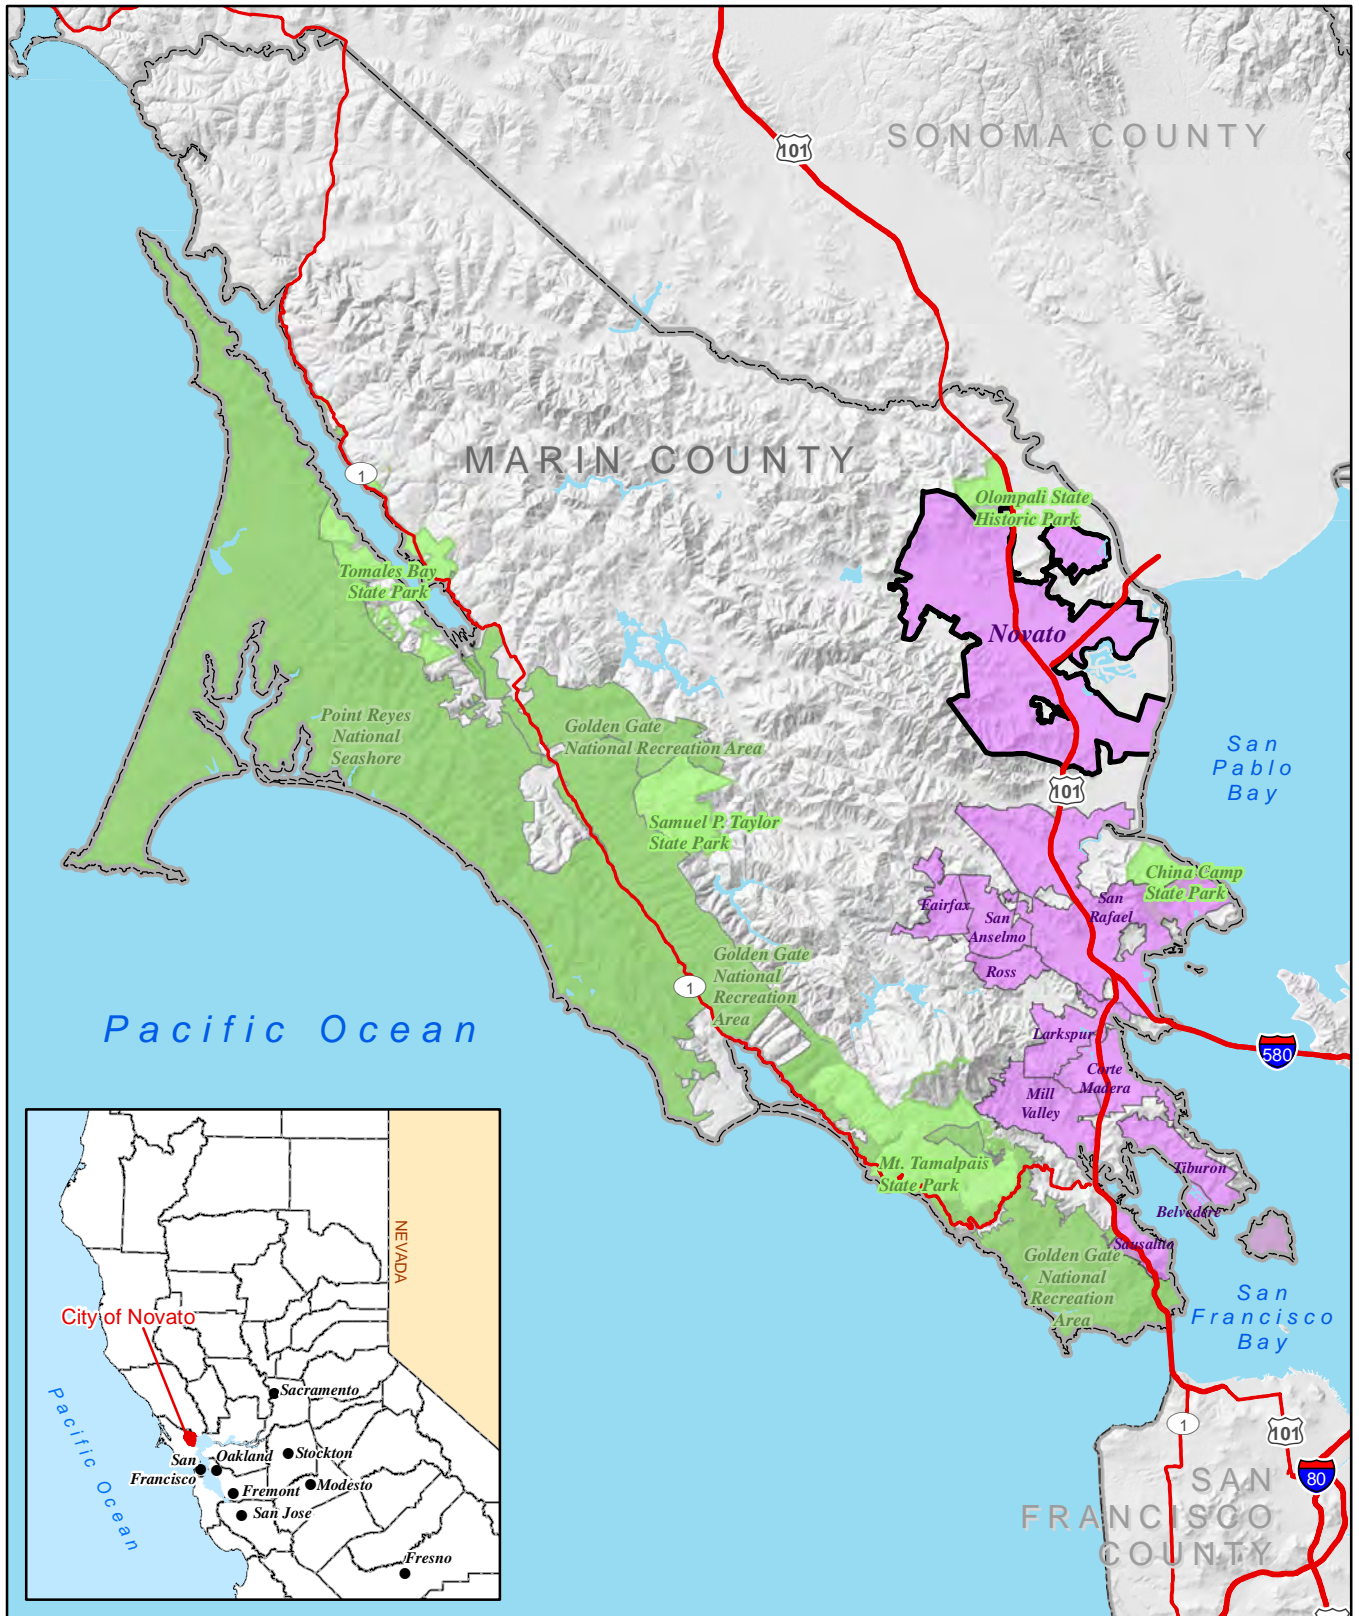 SONOMA COUNTY
101
MARIN COUNTY
1
Olompali State
Historic Park
Tomales Bay
State Park
Novato
Point Reyes
National
Seashore
Golden Gate
National Recreation Area
San
Pablo
Bay
101
Samuel P. Taylor
State Park
China Camp
State Park
Fairfax
San
Anselmo
San
Rafael
Ross
Golden Gate
National
Recreation
Area
1
Pacific Ocean
Larkspur
580
Corte
Madera
Mill
Valley
Mt. Tamalpais
State Park
Tiburon
Belvedere
Sausalito
Golden Gate
National
Recreation
Area
San
Francisco
Bay
NEVADA
City of Novato
Sacramento
Pacific Ocean
San
Francisco
Oakland
Stockton
Modesto
Fremont
San Jose
Fresno
1
101
80
SAN
FRANCISCO
COUNTY